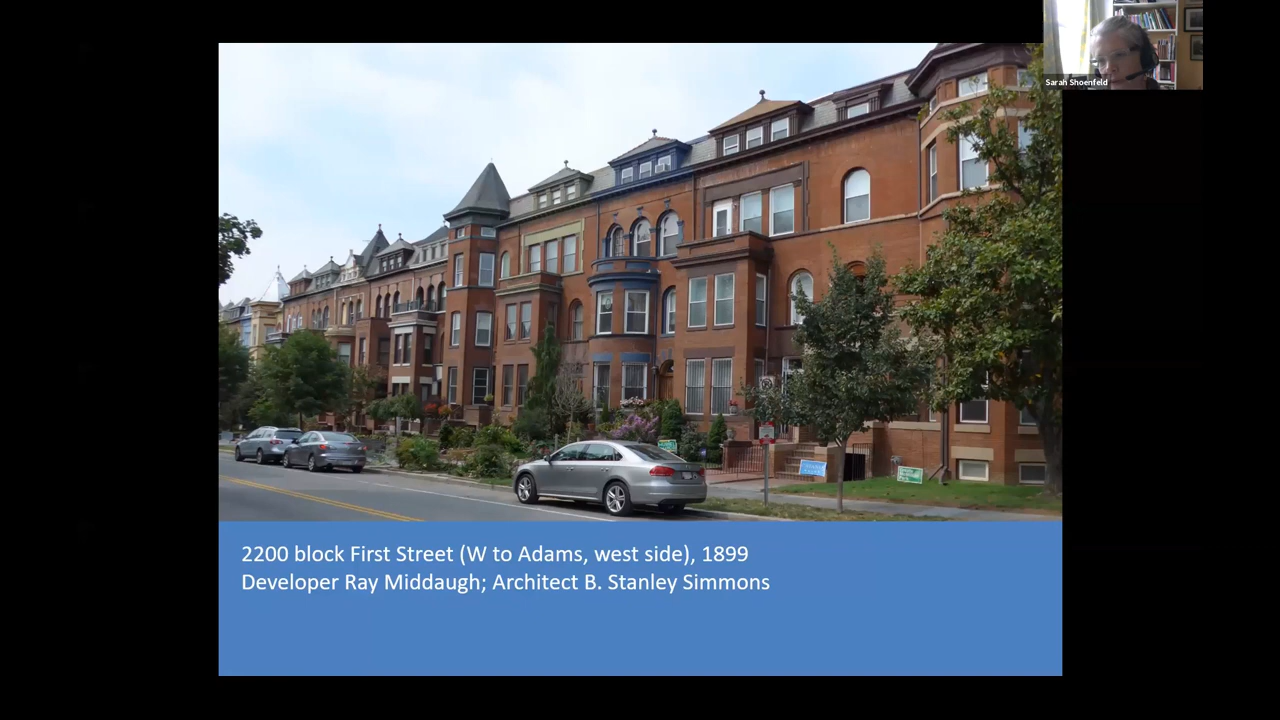 Sarah Shoenfeld
2200 block First Street (W to Adams, west side), 1899
Developer Ray Middaugh; Architect B. Stanley Simmons